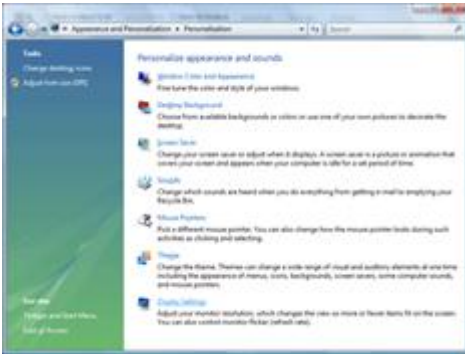 Appearance and Personalization ▸ Personalization
Search
Tasks
Change desktop icons
Adjust font size (DPI)
Personalize appearance and sounds
Window Color and Appearance
Fine tune the color and style of your windows.
Desktop Background
Choose from available backgrounds or colors or use one of your own pictures to decorate the
desktop.
Screen Saver
Change your screen saver or adjust when it displays. A screen saver is a picture or animation that
covers your screen and appears when your computer is idle for a set period of time.
Sounds
Change which sounds are heard when you do everything from getting e-mail to emptying your
Recycle Bin.
Mouse Pointers
Pick a different mouse pointer. You can also change how the mouse pointer looks during such
activities as clicking and selecting.
Theme
Change the theme. Themes can change a wide range of visual and auditory elements at one time
including the appearance of menus, icons, backgrounds, screen savers, some computer sounds,
and mouse pointers.
Display Settings
Adjust your monitor resolution, which changes the view so more or fewer items fit on the screen.
You can also control monitor flicker (refresh rate).
See also
Taskbar and Start Menu
Ease of Access